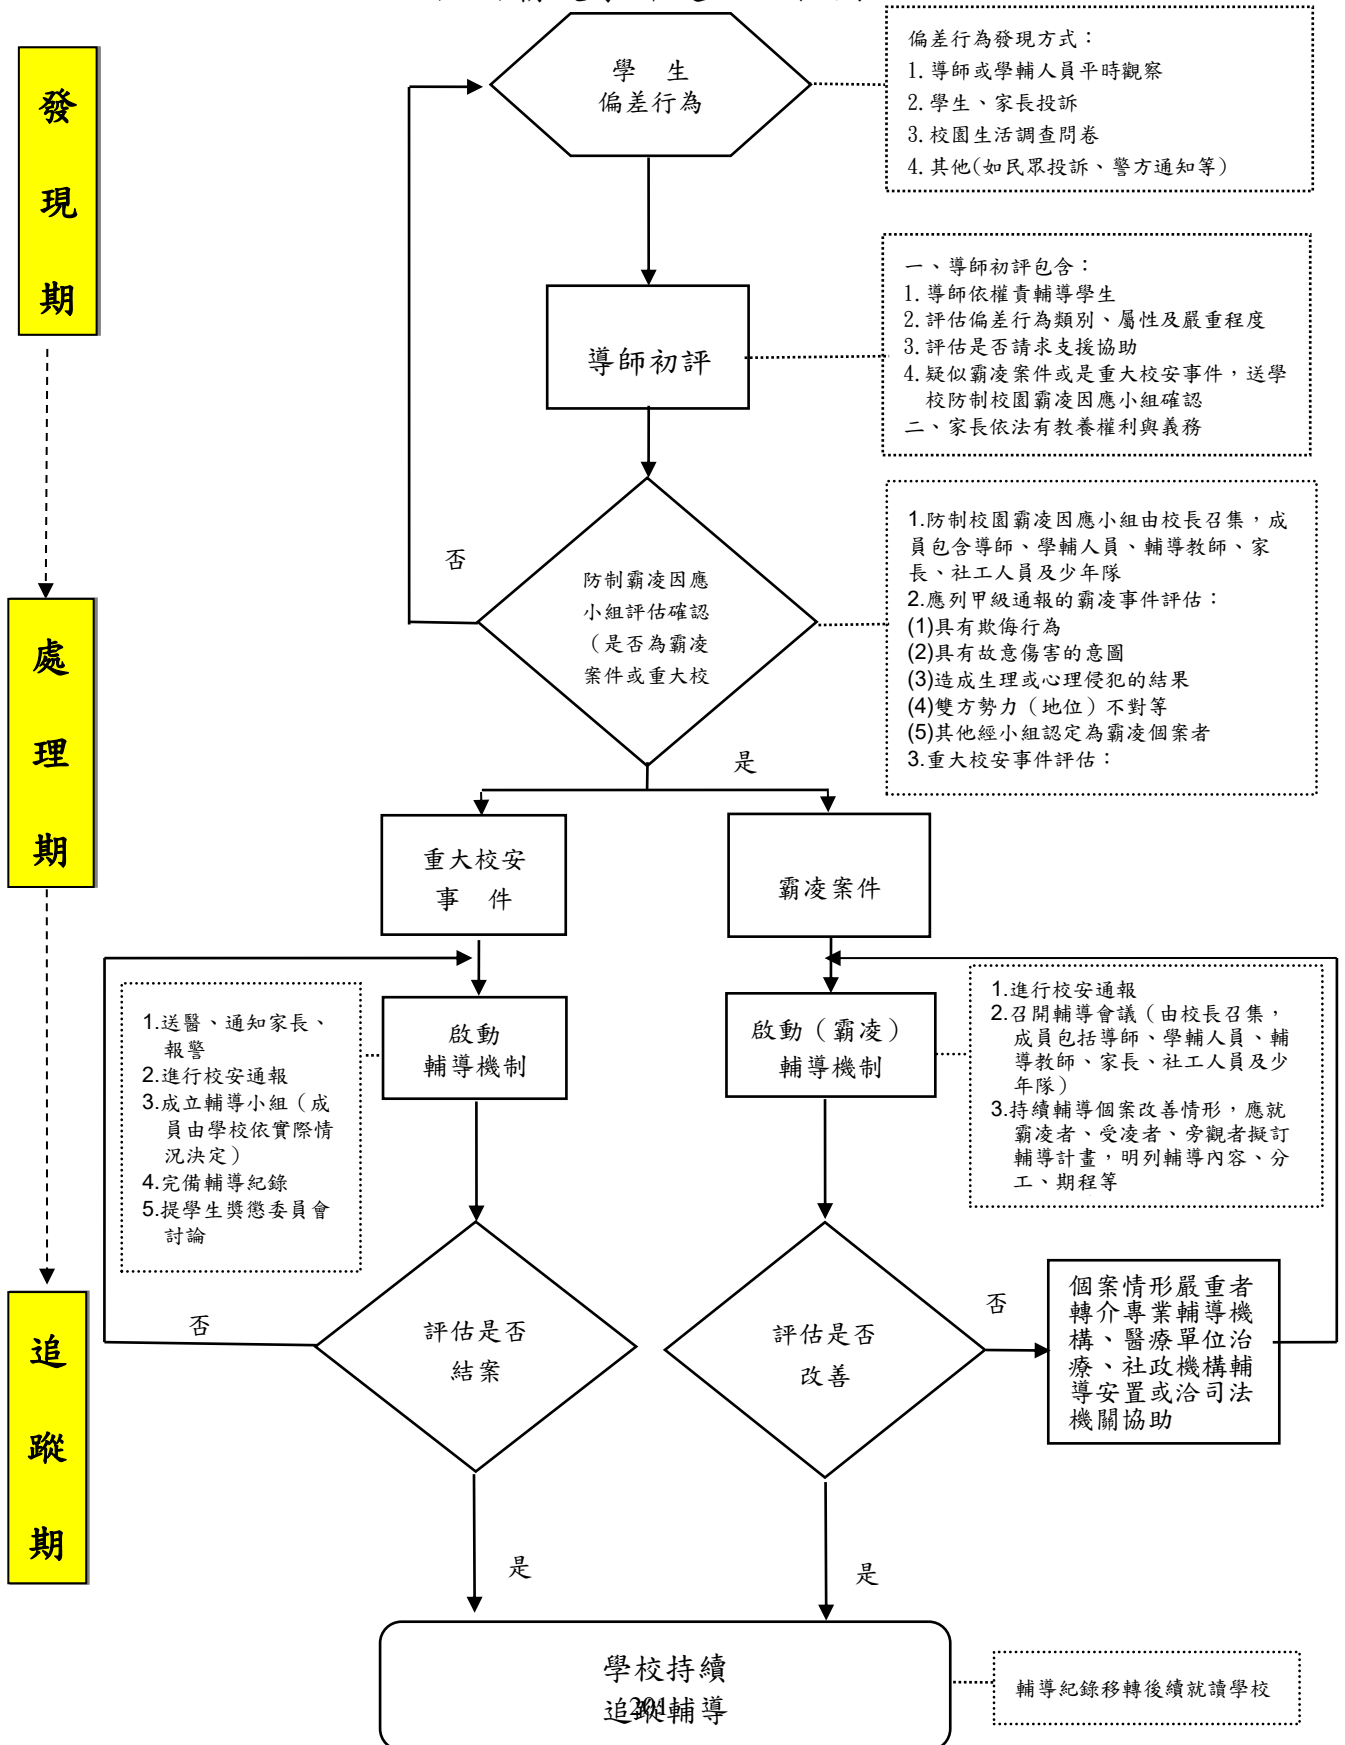 發
現
期
學 生
偏差行為
偏差行為發現方式：
1. 導師或學輔人員平時觀察
2. 學生、家長投訴
3. 校園生活調查問卷
4. 其他(如民眾投訴、警方通知等)
導師初評
一、導師初評包含：
1. 導師依權責輔導學生
2. 評估偏差行為類別、屬性及嚴重程度
3. 評估是否請求支援協助
4. 疑似霸凌案件或是重大校安事件，送學
校防制校園霸凌因應小組確認
二、家長依法有教養權利與義務
處
理
期
否
防制霸凌因應
小組評估確認
（是否為霸凌
案件或重大校
是
1.防制校園霸凌因應小組由校長召集，成
員包含導師、學輔人員、輔導教師、家
長、社工人員及少年隊
2.應列甲級通報的霸凌事件評估：
(1)具有欺侮行為
(2)具有故意傷害的意圖
(3)造成生理或心理侵犯的結果
(4)雙方勢力（地位）不對等
(5)其他經小組認定為霸凌個案者
3.重大校安事件評估：
重大校安
事 件
霸凌案件
1.送醫、通知家長、
報警
2.進行校安通報
3.成立輔導小組（成
員由學校依實際情
況決定）
4.完備輔導紀錄
5.提學生獎懲委員會
討論
啟動
輔導機制
啟動（霸凌）
輔導機制
1.進行校安通報
2.召開輔導會議（由校長召集，
成員包括導師、學輔人員、輔
導教師、家長、社工人員及少
年隊）
3.持續輔導個案改善情形，應就
霸凌者、受凌者、旁觀者擬訂
輔導計畫，明列輔導內容、分
工、期程等
追
蹤
期
否
評估是否
結案
是
評估是否
改善
否
是
個案情形嚴重者
轉介專業輔導機
構、醫療單位治
療、社政機構輔
導安置或洽司法
機關協助
學校持續
追蹤輔導
輔導紀錄移轉後續就讀學校